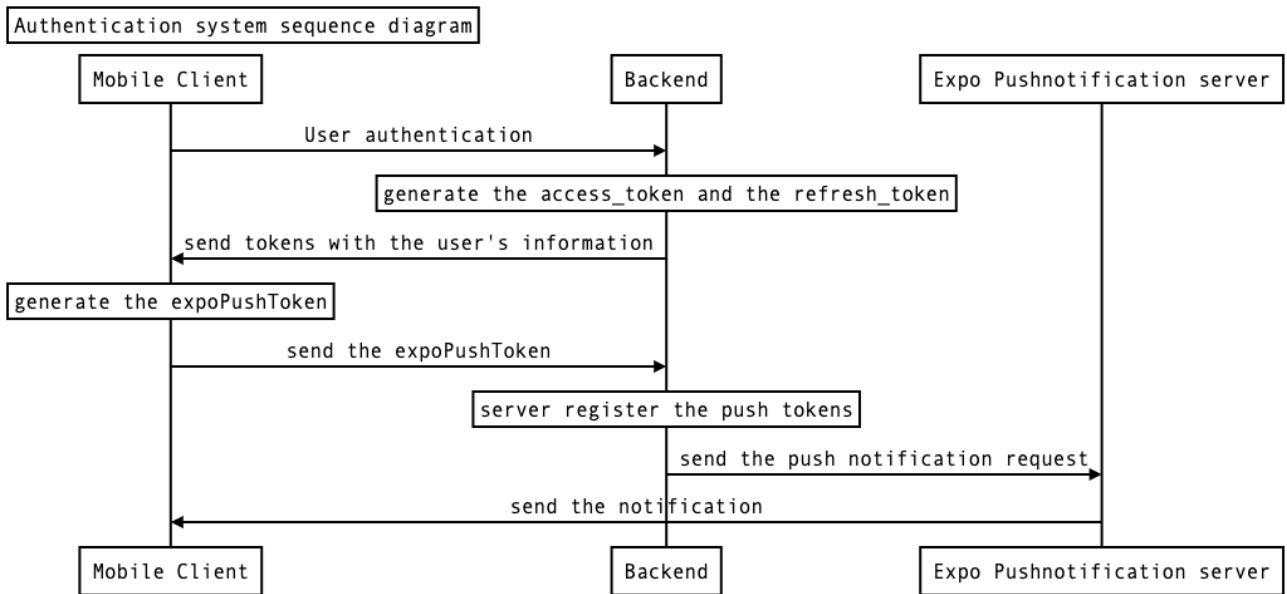 Authentication system sequence diagram
Mobile Client
Backend
Expo Pushnotification server
User authentication
generate the access_token and the refresh_token
send tokens with the user's information
generate the expoPushToken
send the expoPushToken
server register the push tokens
send the push notification request
send the notification
Mobile Client
Backend
Expo Pushnotification server